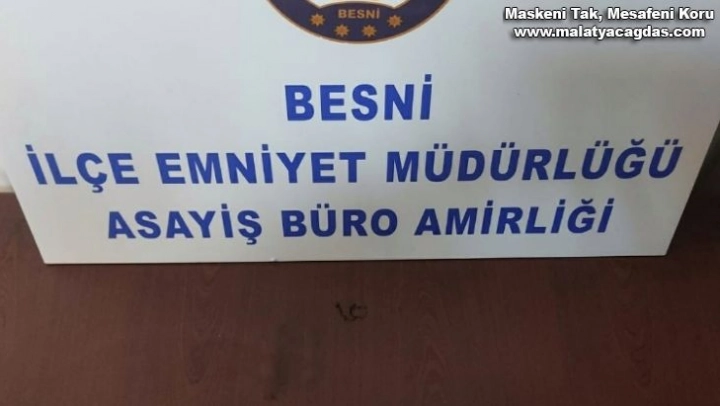 Maskeni Tak, Mesafeni Koru
www.malatyacagdas.com
BESNİ
BESNİ
İLÇE EMNİYET MÜDÜRLÜĞÜ
ASAYİŞ BÜRO AMİRLİĞİ